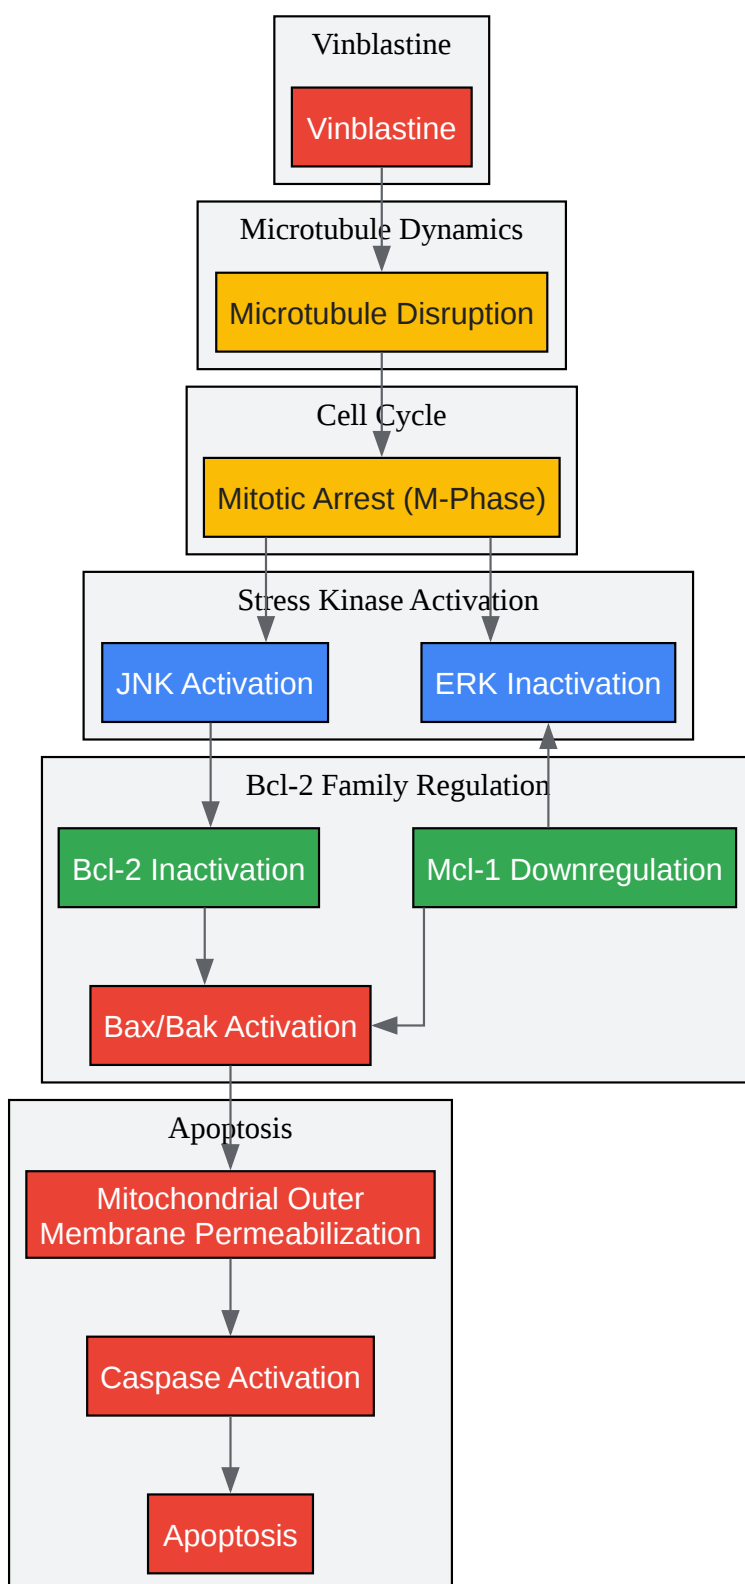 Vinblastine
Vinblastine
Microtubule Dynamics
Microtubule Disruption
Cell Cycle
Mitotic Arrest (M-Phase)
Stress Kinase Activation
JNK Activation
ERK Inactivation
Bcl-2 Family Regulation
Bcl-2 Inactivation
Mcl-1 Downregulation
Bax/Bak Activation
Apoptosis
Mitochondrial Outer
Membrane Permeabilization
Caspase Activation
Apoptosis